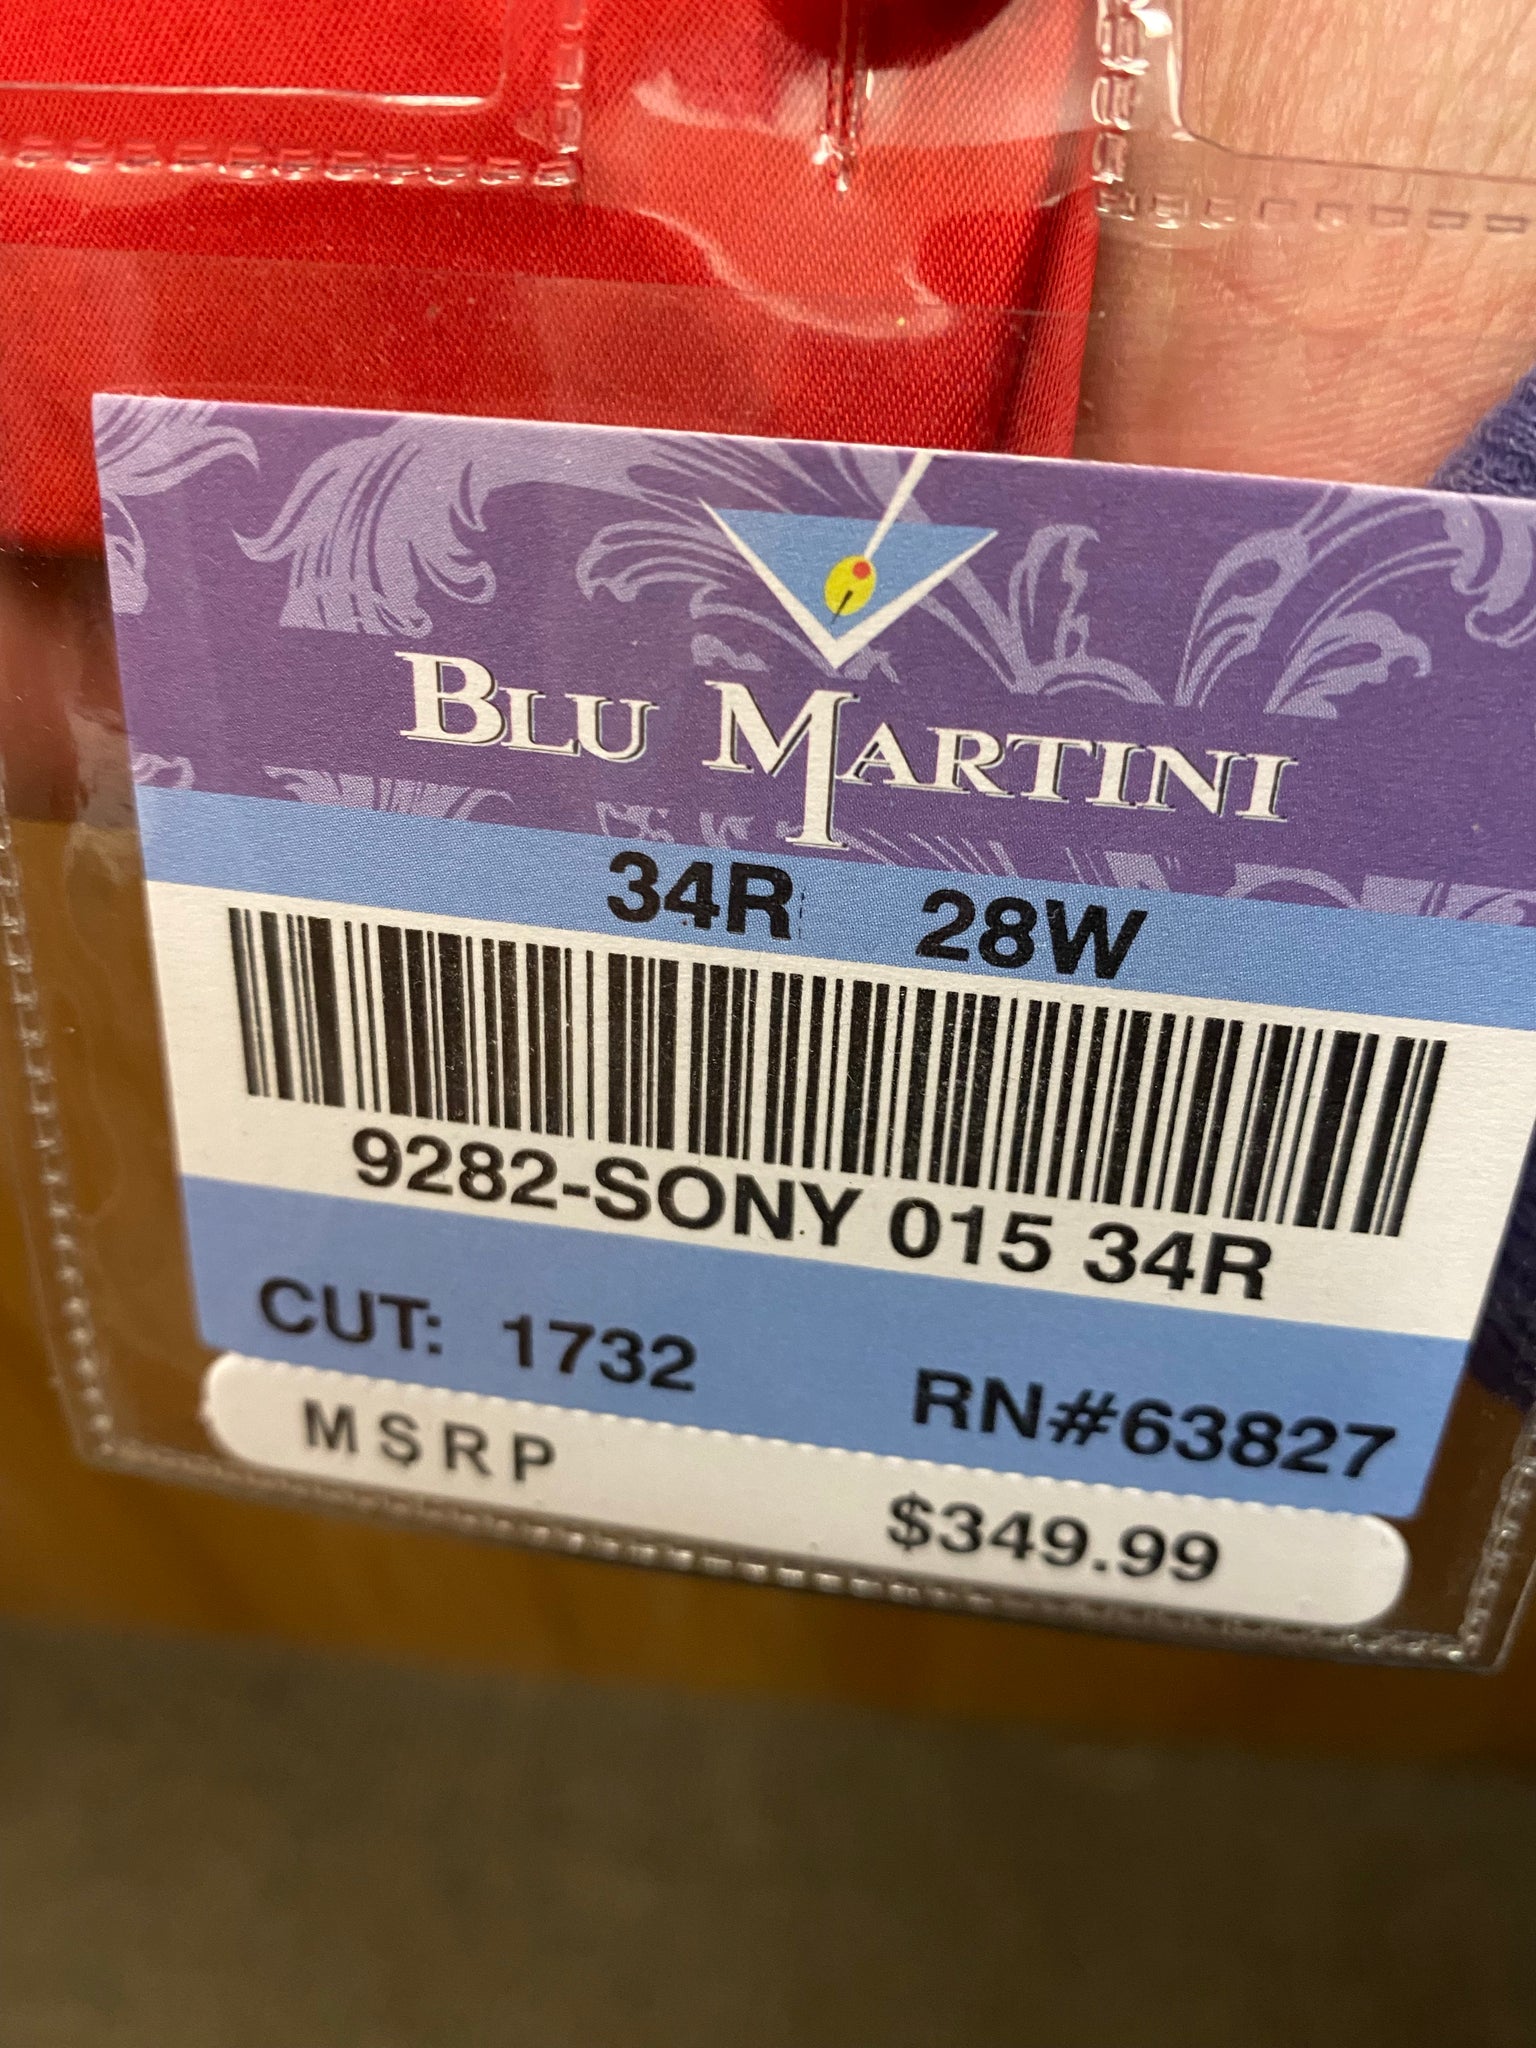 BLU MARTINI
34R 28W
9282-SONY 015 34R
CUT: 1732
RN#63827
MSRP
$349.99